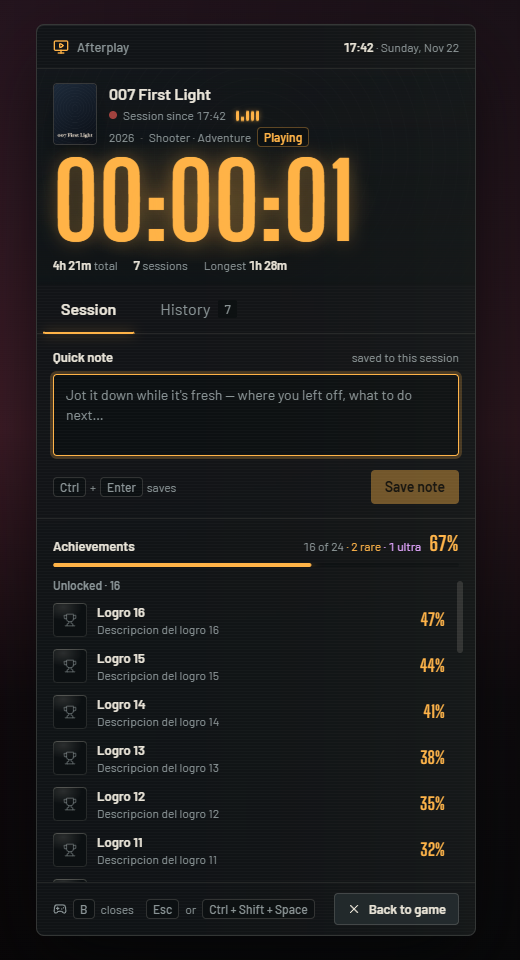 Afterplay
17:42 · Sunday, Nov 22
007 First Light
007 First Light
Session since 17:42
2026 · Shooter · Adventure Playing
00:00:01
4h 21m total 7 sessions Longest 1h 28m
Session History 7
Quick note saved to this session
Jot it down while it's fresh — where you left off, what to do
next...
Ctrl + Enter saves Save note
Achievements 16 of 24 · 2 rare · 1 ultra 67%
Unlocked · 16
Logro 16
Descripcion del logro 16
47%
Logro 15
Descripcion del logro 15
44%
Logro 14
Descripcion del logro 14
41%
Logro 13
Descripcion del logro 13
38%
Logro 12
Descripcion del logro 12
35%
Logro 11
Descripcion del logro 11
32%
B closes Esc or Ctrl + Shift + Space Back to game